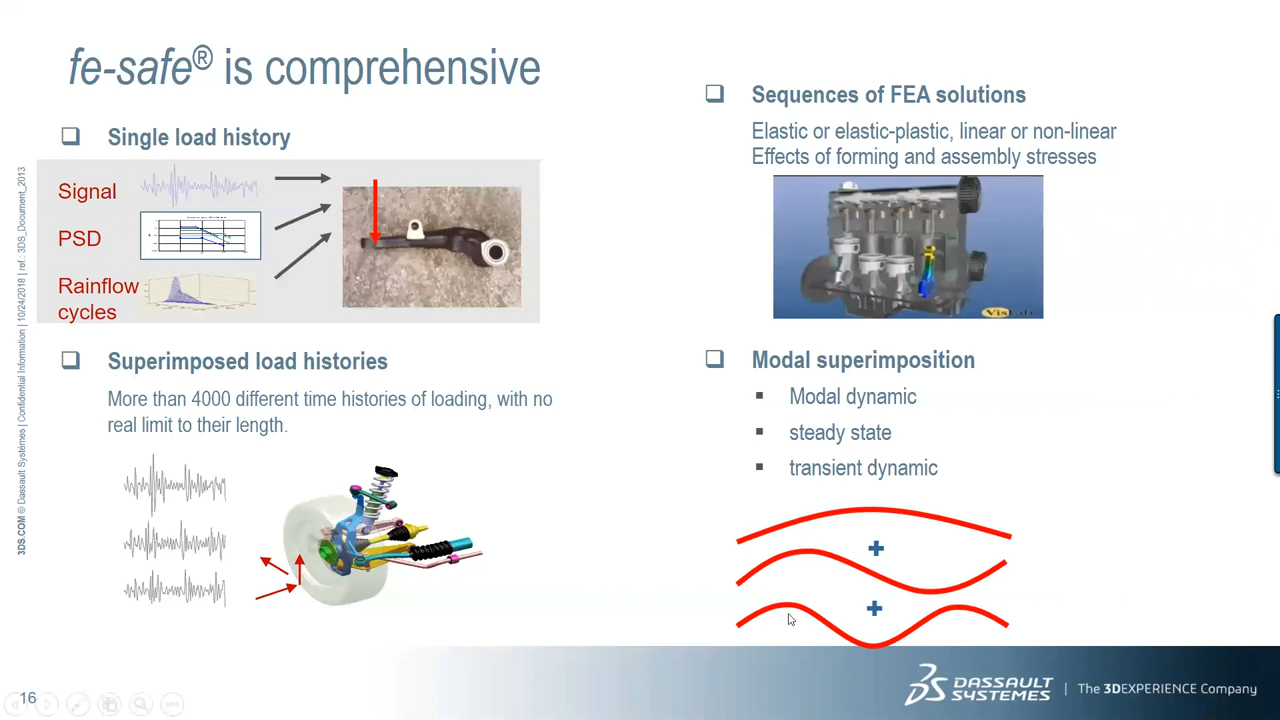 fe-safe® is comprehensive
Single load history
Signal
PSD
Rainflow
cycles
Superimposed load histories
More than 4000 different time histories of loading, with no
real limit to their length.
Sequences of FEA solutions
Elastic or elastic-plastic, linear or non-linear
Effects of forming and assembly stresses
Modal superimposition
▪ Modal dynamic
▪ steady state
▪ transient dynamic
+
+
3DS.COM © Dassault Systèmes | Confidential Information | 10/24/2018 | ref.: 3DS_Document_2013
16
DASSAULT
SYSTEMES
The 3DEXPERIENCE Company